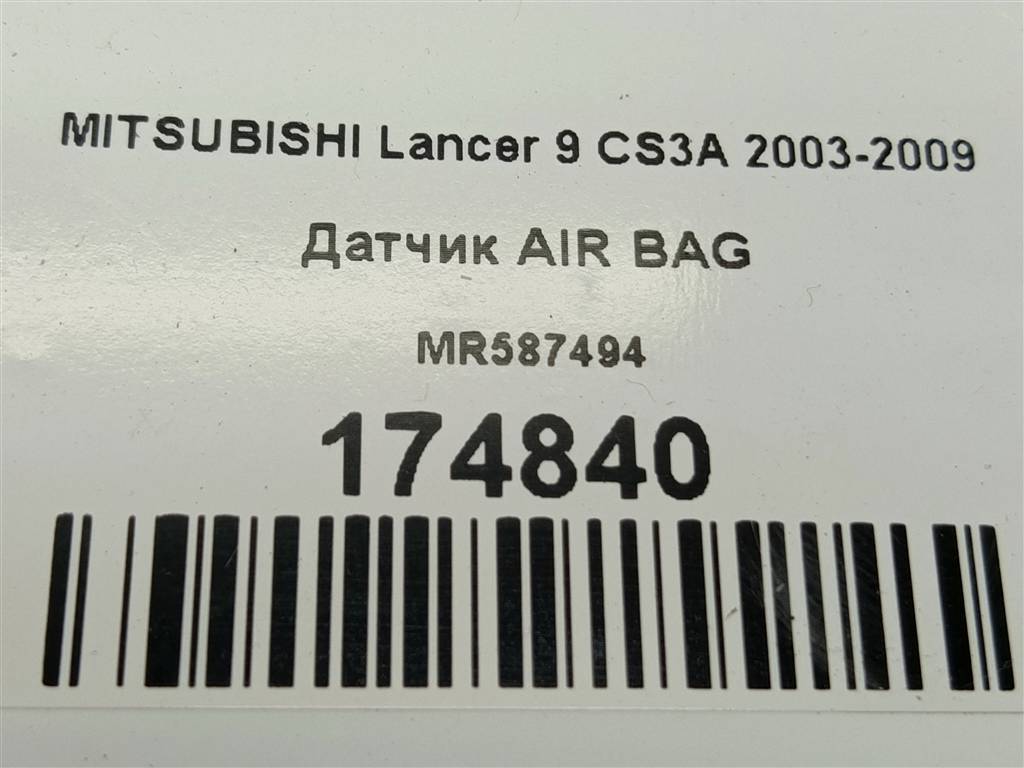 MITSUBISHI Lancer 9 CS3A 2003-2009
Датчик AIR BAG
MR587494
174840